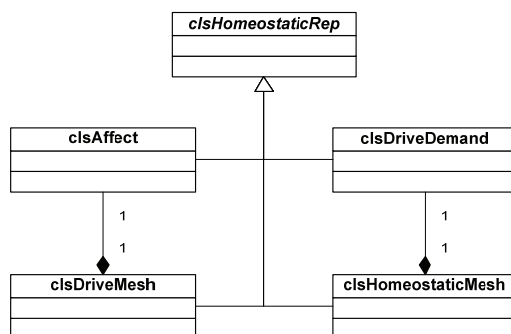 clsHomeostaticRep
clsAffect
clsDriveDemand
1
1
1
1
clsDriveMesh
clsHomeostaticMesh